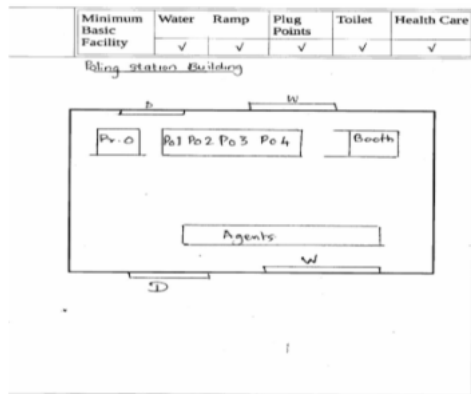 Minimum Basic Facility Water Ramp Plug Points Toilet Health Care
✓ ✓ ✓ ✓ ✓
Poling station Building
D W
Pr.O Po1 Po2 Po3 Po4 Booth
Agents
W
D